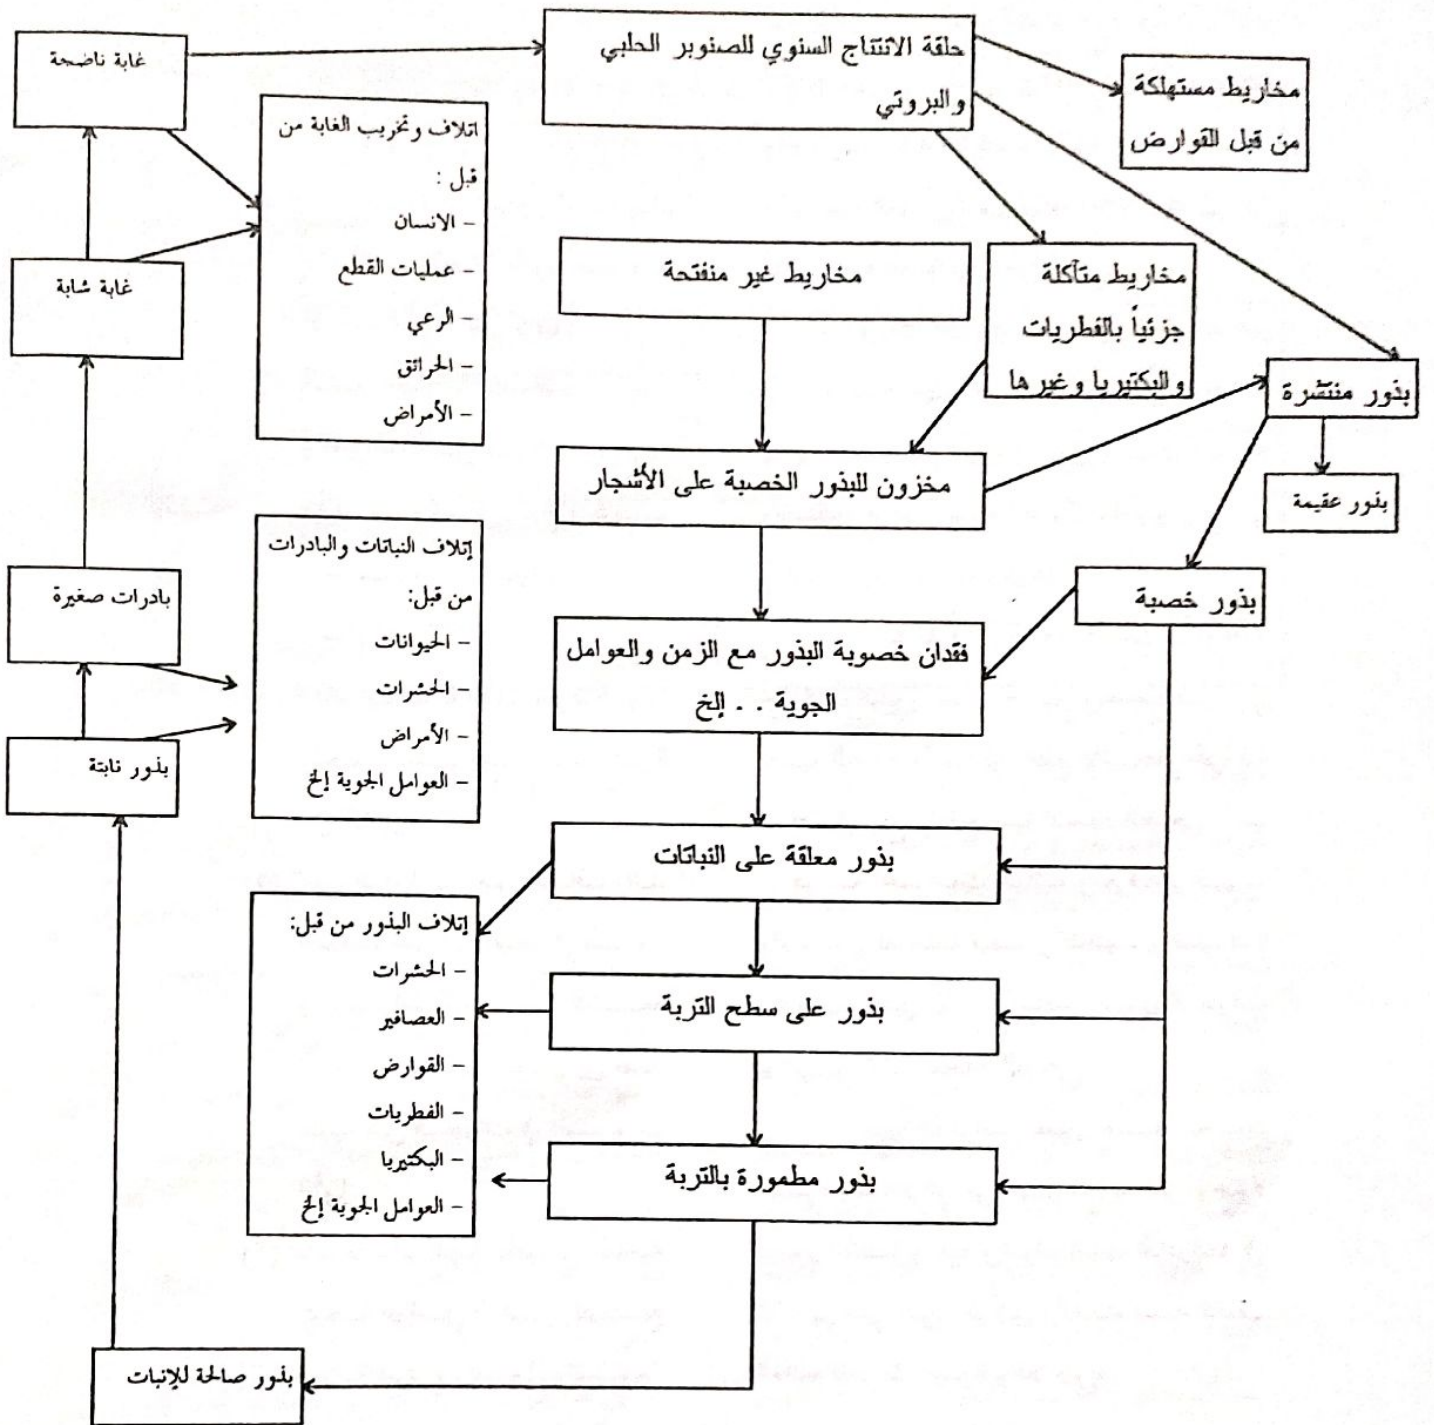 حلقة الانتتاج السنوي للصنوبر الحلبي
والبروتي
مخاريط مستهلكة
من قبل القوارض
غابة ناضجة
اتلاف وتخريب الغابة من
قبل :
- الانسان
- عمليات القطع
- الرعي
- الحرائق
- الأمراض
غابة شابة
مخاريط غير منفتحة
مخاريط متآكلة
جزئياً بالفطريات
والبكتيريا وغيرها
بذور منتشرة
مخزون للبذور الخصبة على الأشجار
بذور عقيمة
بذور خصبة
إتلاف النباتات والبادرات
من قبل:
- الحيوانات
- الحشرات
- الأمراض
- العوامل الجوية إلخ
بادرات صغيرة
فقدان خصوبة البذور مع الزمن والعوامل
الجوية . . إلخ
بذور نابتة
بذور معلقة على النباتات
إتلاف البذور من قبل:
- الحشرات
- العصافير
- القوارض
- الفطريات
- البكتيريا
- العوامل الجوية إلخ
بذور على سطح التربة
بذور مطمورة بالتربة
بذور صالحة للإنبات